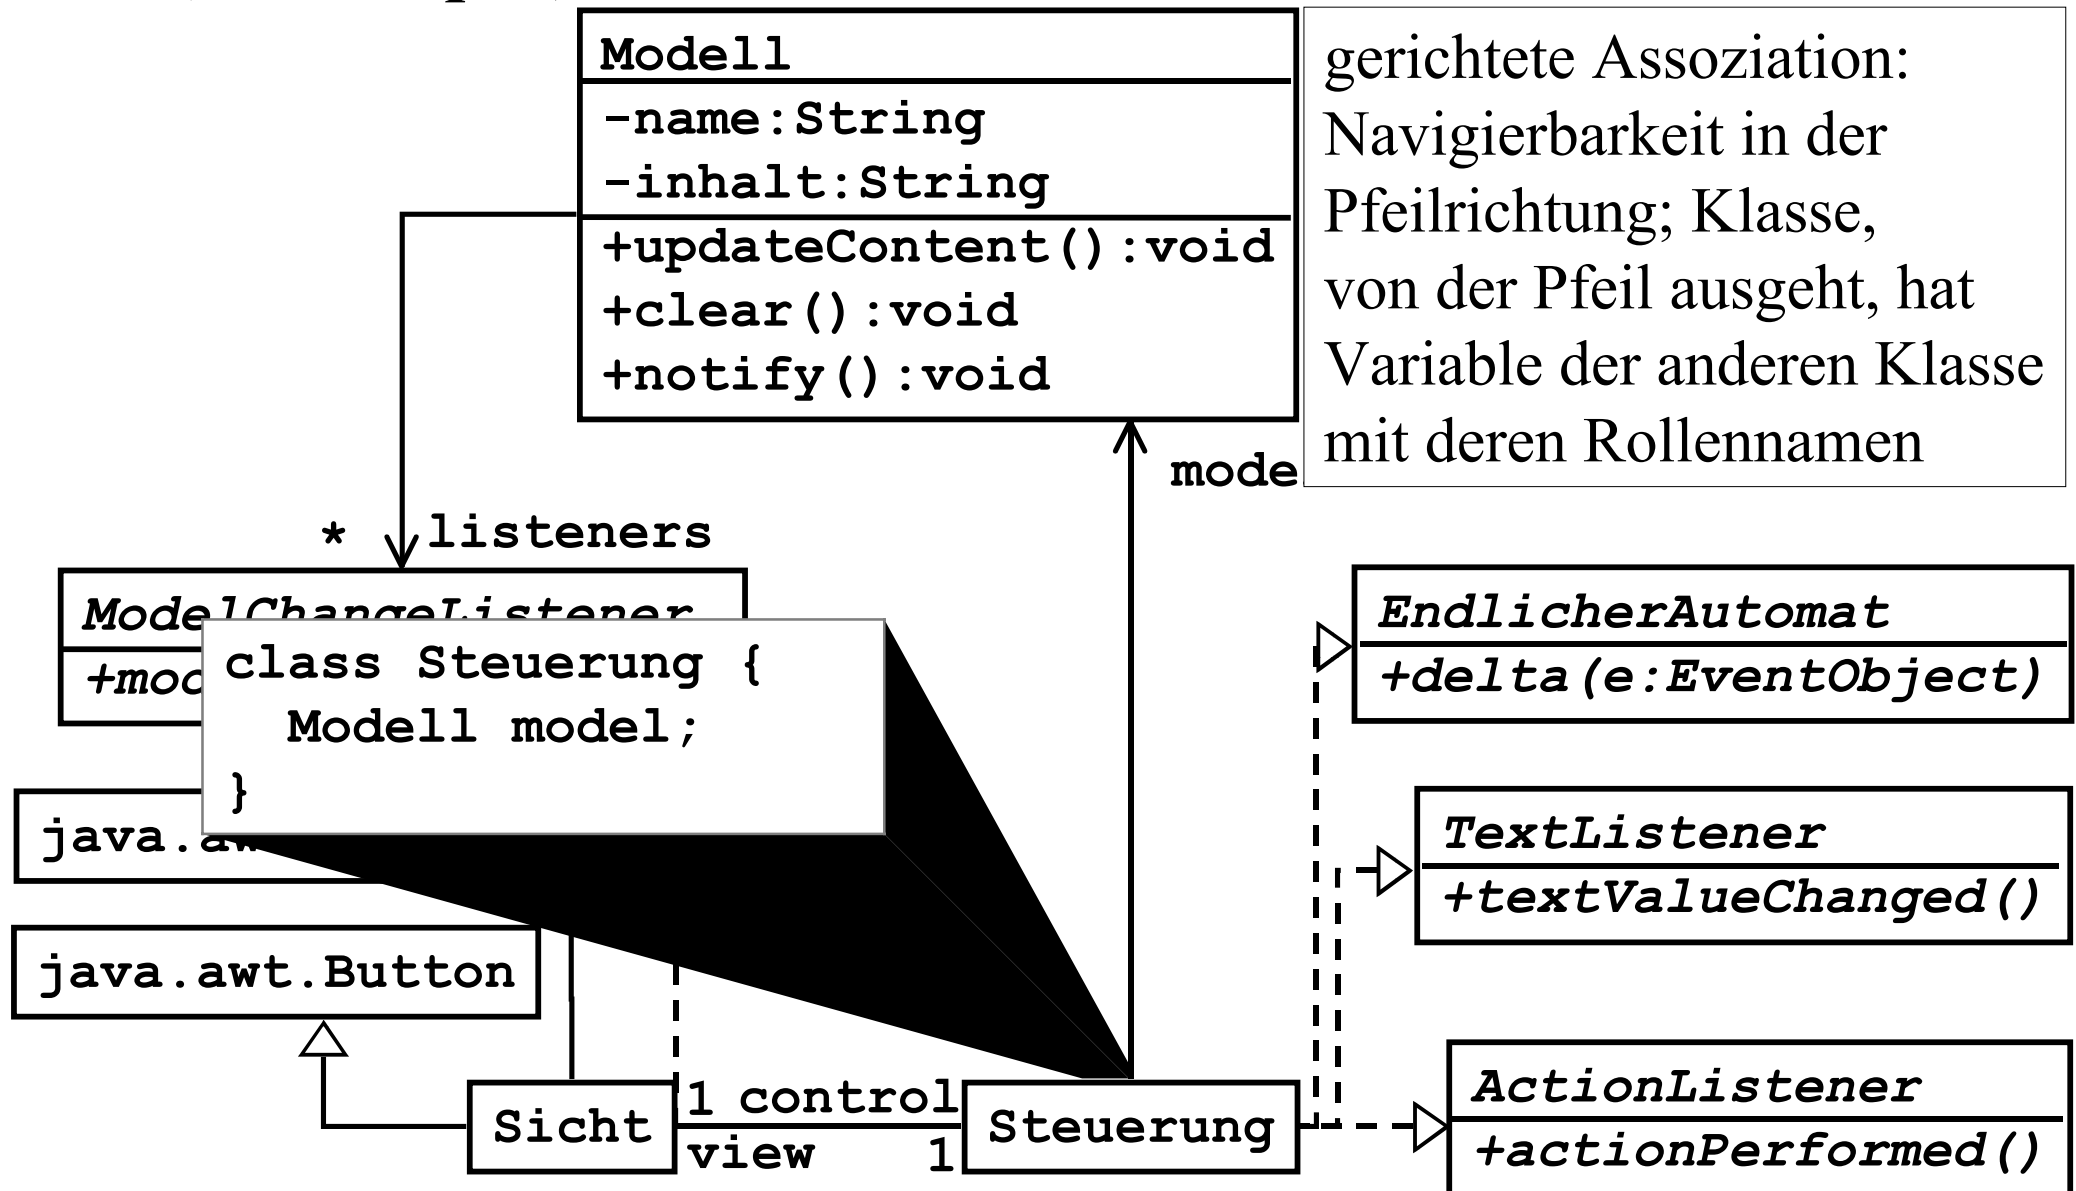 Modell
-name:String
-inhalt:String
+updateContent():void
+clear():void
+notify():void
gerichtete Assoziation:
Navigierbarkeit in der
Pfeilrichtung; Klasse,
von der Pfeil ausgeht, hat
Variable der anderen Klasse
mit deren Rollennamen
mode
* listeners
ModelChangeListener
class Steuerung {
Modell model;
}
EndlicherAutomat
+delta(e:EventObject)
TextListener
+textValueChanged()
java.awt.Button
ActionListener
+actionPerformed()
Sicht
1 control
view 1
Steuerung